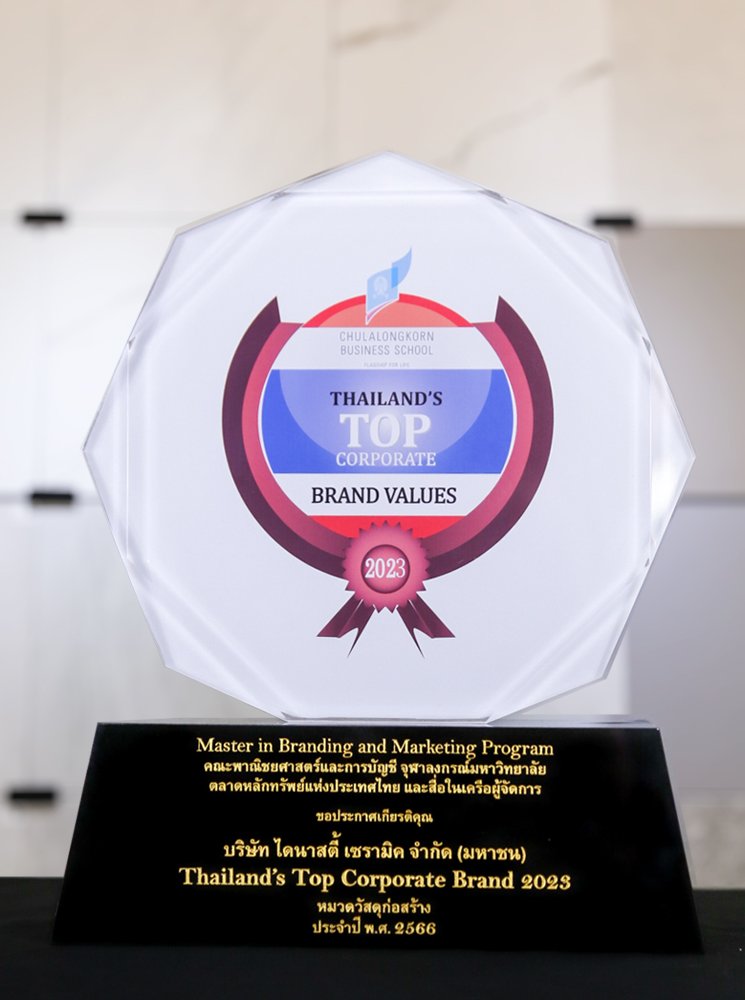 CHULALONGKORN
BUSINESS SCHOOL
FLAGSHIP FOR LIFE
THAILAND'S
TOP
CORPORATE
BRAND VALUES
2023
Master in Branding and Marketing Program
คณะพาณิชยศาสตร์และการบัญชี จุฬาลงกรณ์มหาวิทยาลัย
ตลาดหลักทรัพย์แห่งประเทศไทย และสื่อในเครือผู้จัดการ
ขอประกาศเกียรติคุณ
บริษัท ไดนาสตี้ เซรามิค จำกัด (มหาชน)
Thailand's Top Corporate Brand 2023
หมวดวัสดุก่อสร้าง
ประจำปี พ.ศ. 2566